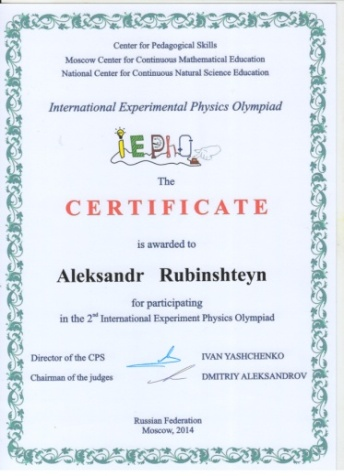 Center for Pedagogical Skills
Moscow Center for Continuous Mathematical Education
National Center for Continuous Natural Science Education
International Experimental Physics Olympiad
iEPhO
The
CERTIFICATE
is awarded to
Aleksandr Rubinshteyn
for participating
in the 2nd International Experiment Physics Olympiad
Director of the CPS IVAN YASHCHENKO
Chairman of the judges DMITRIY ALEKSANDROV
Russian Federation
Moscow, 2014